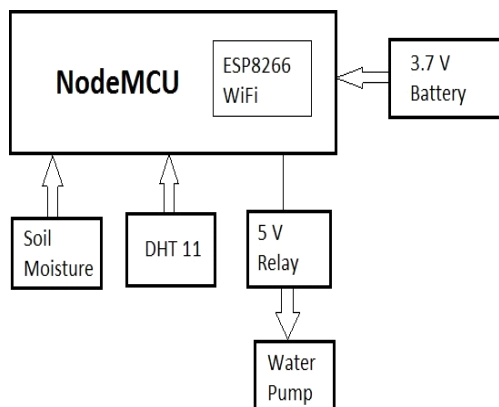 NodeMCU
ESP8266
WiFi
3.7 V
Battery
Soil
Moisture
DHT 11
5 V
Relay
Water
Pump